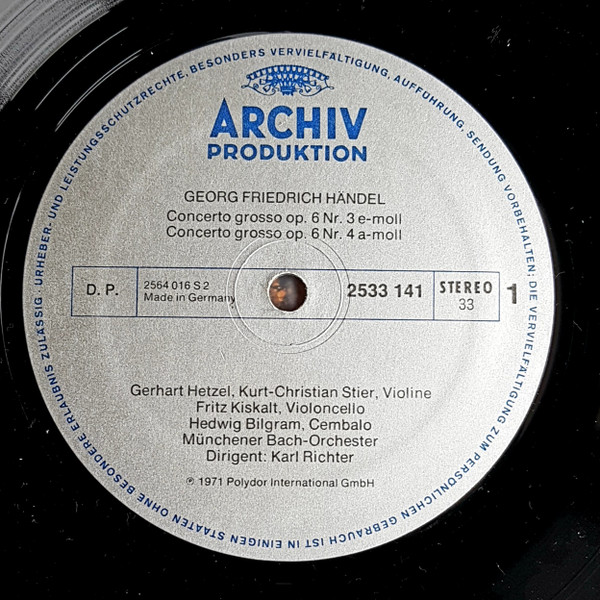 URHEBER- UND LEISTUNGSSCHUTZRECHTE, BESONDERS VERVIELFÄLTIGUNG, AUFFÜHRUNG, SENDUNG VORBEHALTEN; DIE VERVIELFÄLTIGUNG ZUM PERSÖNLICHEN GEBRAUCH IST IN EINIGEN STAATEN OHNE BESONDERE ERLAUBNIS ZULÄSSIG ·
ARCHIV
PRODUKTION
GEORG FRIEDRICH HÄNDEL
Concerto grosso op. 6 Nr. 3 e-moll
Concerto grosso op. 6 Nr. 4 a-moll
D. P.
2564 016 S 2
Made in Germany
2533 141
STEREO
33
1
Gerhart Hetzel, Kurt-Christian Stier, Violine
Fritz Kiskalt, Violoncello
Hedwig Bilgram, Cembalo
Münchener Bach-Orchester
Dirigent: Karl Richter
℗ 1971 Polydor International GmbH